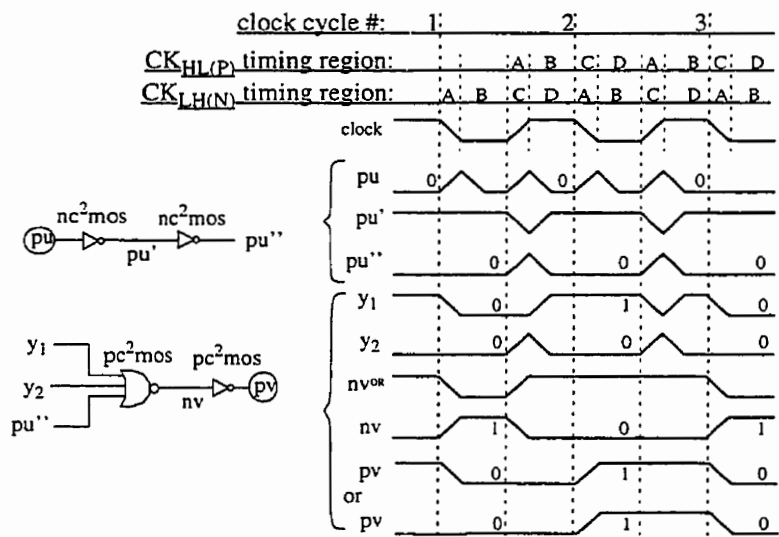 clock cycle #: 1 2 3
CK_HL(P) timing region: A B C D A B C D
CK_LH(N) timing region: A B C D A B C D A B
clock
pu 0 0 0
pu'
pu'' 0 0 0
nc²mos nc²mos
pu pu' pu''
y₁ 0 1 0
y₂ 0 0 0
nvᴼᴿ
nv 1 0 1
pv 0 1 0
or
pv 0 1 0
y₁
pc²mos pc²mos
y₂
nv
pv
pu''